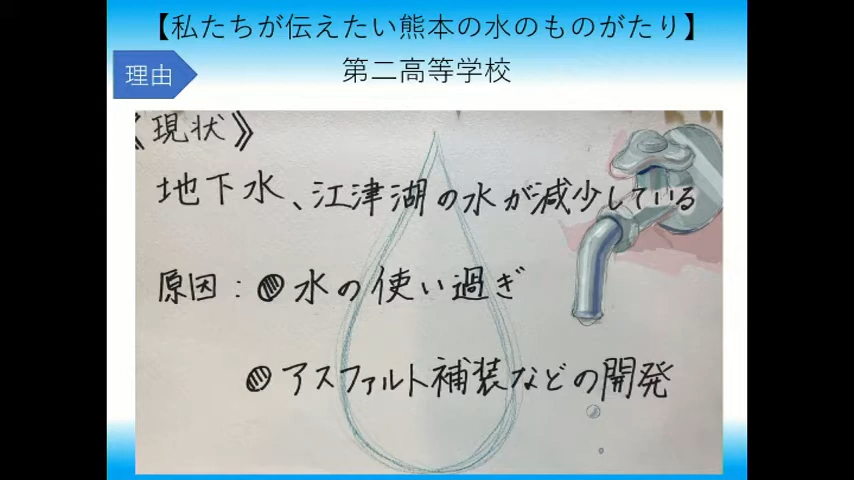 【私たちが伝えたい熊本の水のものがたり】
理由
第二高等学校
《現状》
地下水、江津湖の水が減少している
原因：●水の使い過ぎ
●アスファルト補装などの開発